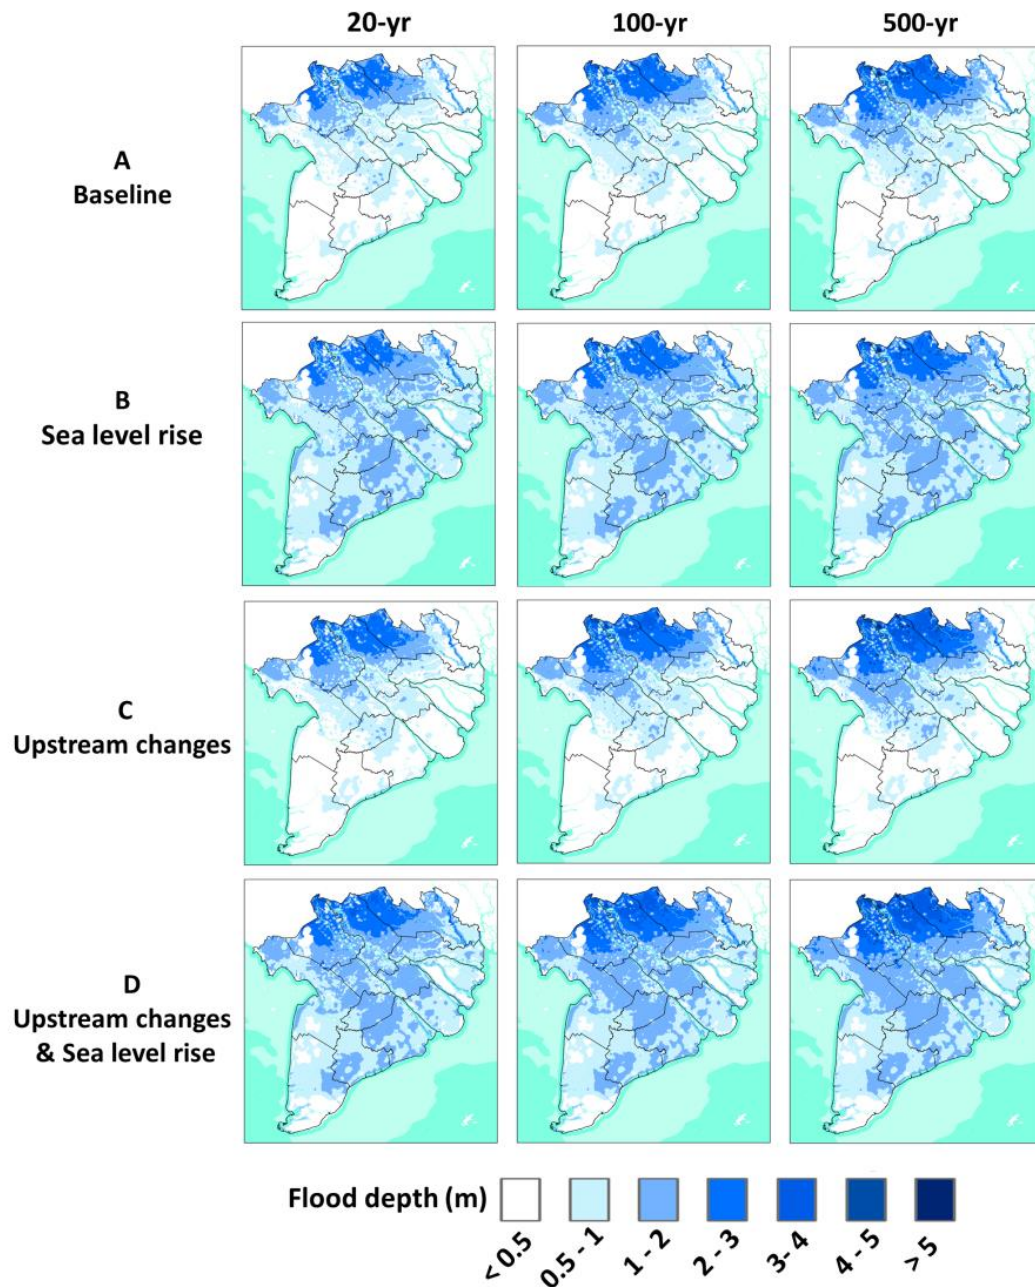 20-yr 100-yr 500-yr
A
Baseline
B
Sea level rise
C
Upstream changes
D
Upstream changes
& Sea level rise
Flood depth (m)
< 0.5 0.5 - 1 1 - 2 2 - 3 3- 4 4 - 5 > 5